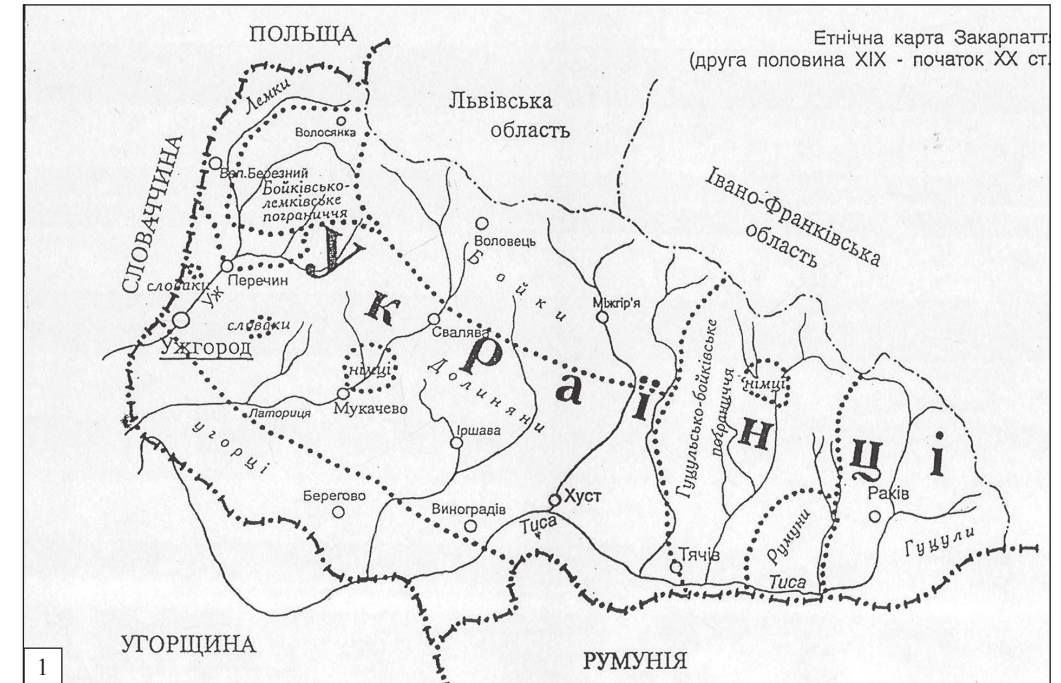 Етнічна карта Закарпатт
(друга половина XIX - початок XX ст.
ПОЛЬЩА
Львівська
область
Івано-Франківська
область
СЛОВАЧЧИНА
Лемки
Волосянка
Вел.Березний
Бойківсько-
лемківське
пограниччя
Воловець
Бойки
Перечин
словаки
Уж
словаки
Ужгород
Українці
Свалява
Міжгір'я
німці
Мукачево
Долиняни
Гуцульсько-бойківське
пограниччя
німці
Латориця
угорці
Іршава
Берегово
Виноградів
Хуст
Тиса
Тячів
Румуни
Раків
Гуцули
Тиса
УГОРЩИНА
РУМУНІЯ
1